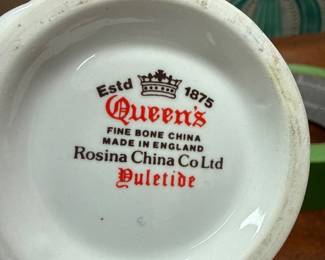 Estd 1875
Queen's
FINE BONE CHINA
MADE IN ENGLAND
Rosina China Co Ltd
Yuletide